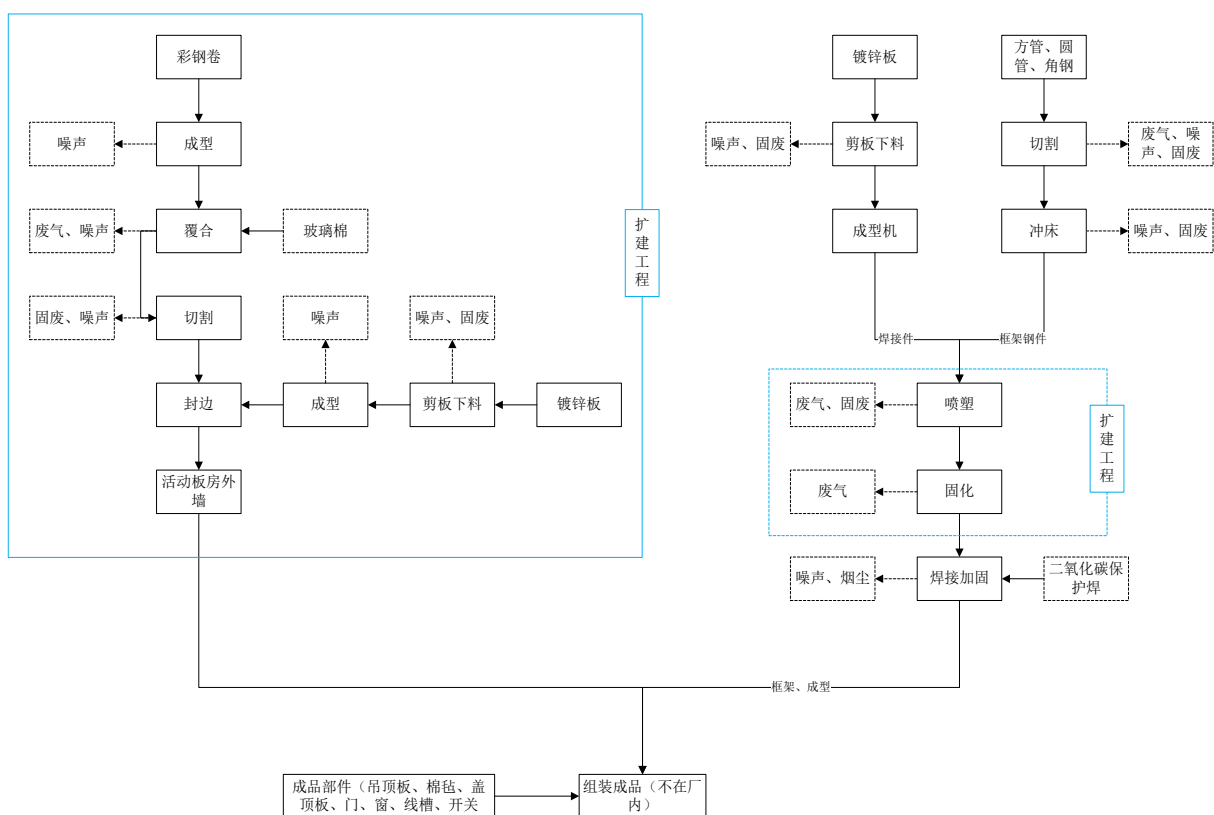 彩钢卷
噪声
成型
废气、噪声
覆合
玻璃棉
固废、噪声
切割
噪声
噪声、固废
封边
成型
剪板下料
镀锌板
活动板房外
墙
扩
建
工
程
镀锌板
方管、圆
管、角钢
噪声、固废
剪板下料
切割
废气、噪
声、固废
成型机
冲床
噪声、固废
焊接件
框架钢件
废气、固废
喷塑
废气
固化
扩
建
工
程
噪声、烟尘
焊接加固
二氧化碳保
护焊
框架、成型
成品部件（吊顶板、棉毡、盖
顶板、门、窗、线槽、开关
组装成品（不在厂
内）